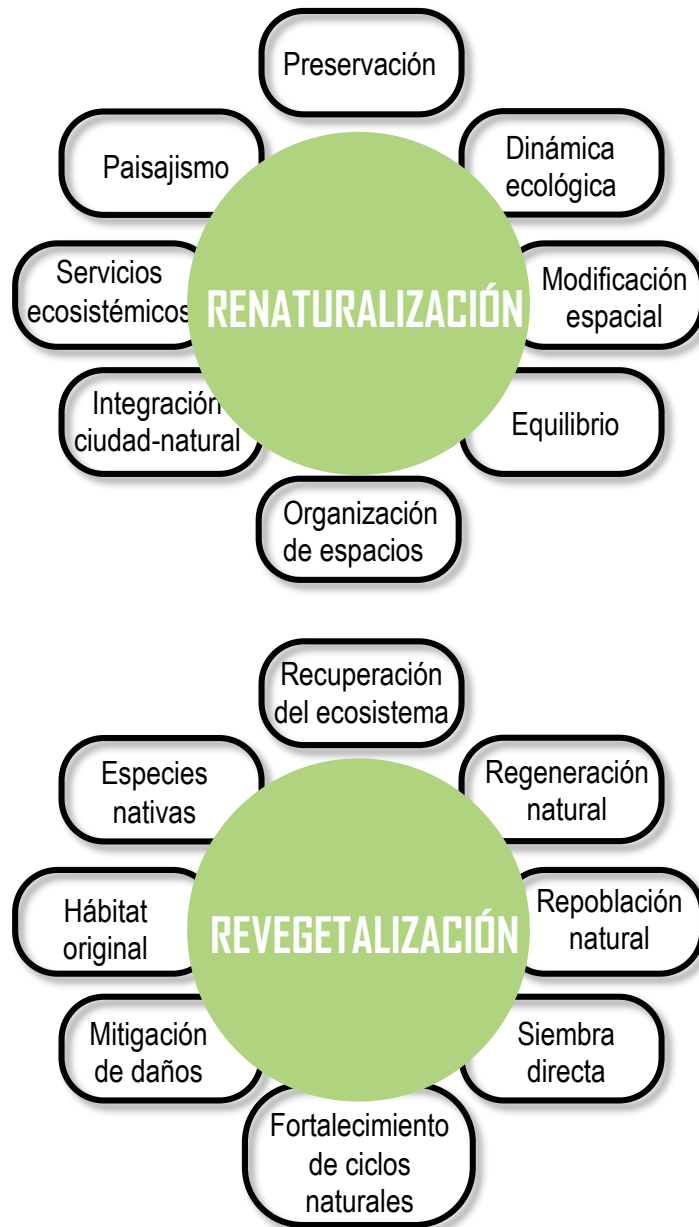 Preservación
Paisajismo
Dinámica
ecológica
Servicios
ecosistémicos
RENATURALIZACIÓN
Modificación
espacial
Integración
ciudad-natural
Equilibrio
Organización
de espacios
Recuperación
del ecosistema
Especies
nativas
Regeneración
natural
Hábitat
original
REVEGETALIZACIÓN
Repoblación
natural
Mitigación
de daños
Siembra
directa
Fortalecimiento
de ciclos
naturales